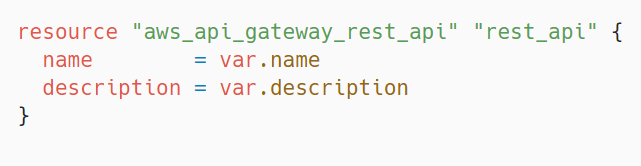 resource "aws_api_gateway_rest_api" "rest_api" {
  name        = var.name
  description = var.description
}